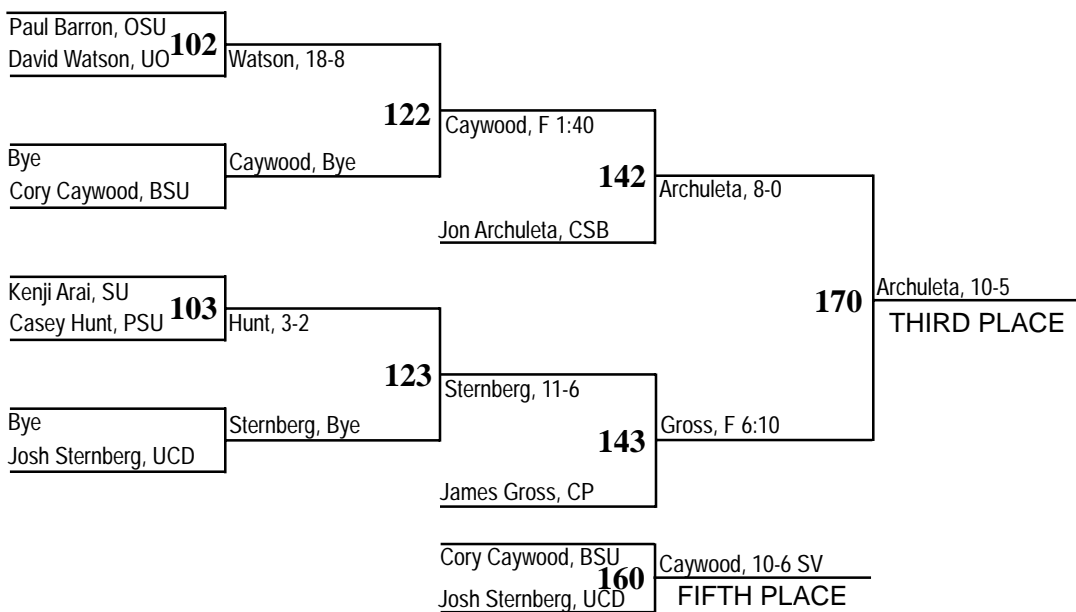 Paul Barron, OSU
102
David Watson, UO
Watson, 18-8
122
Caywood, F 1:40
Bye
Caywood, Bye
Cory Caywood, BSU
142
Archuleta, 8-0
Jon Archuleta, CSB
Kenji Arai, SU
103
Casey Hunt, PSU
Hunt, 3-2
170
Archuleta, 10-5
THIRD PLACE
123
Sternberg, 11-6
Bye
Sternberg, Bye
Josh Sternberg, UCD
143
Gross, F 6:10
James Gross, CP
Cory Caywood, BSU
160
Caywood, 10-6 SV
Josh Sternberg, UCD
FIFTH PLACE